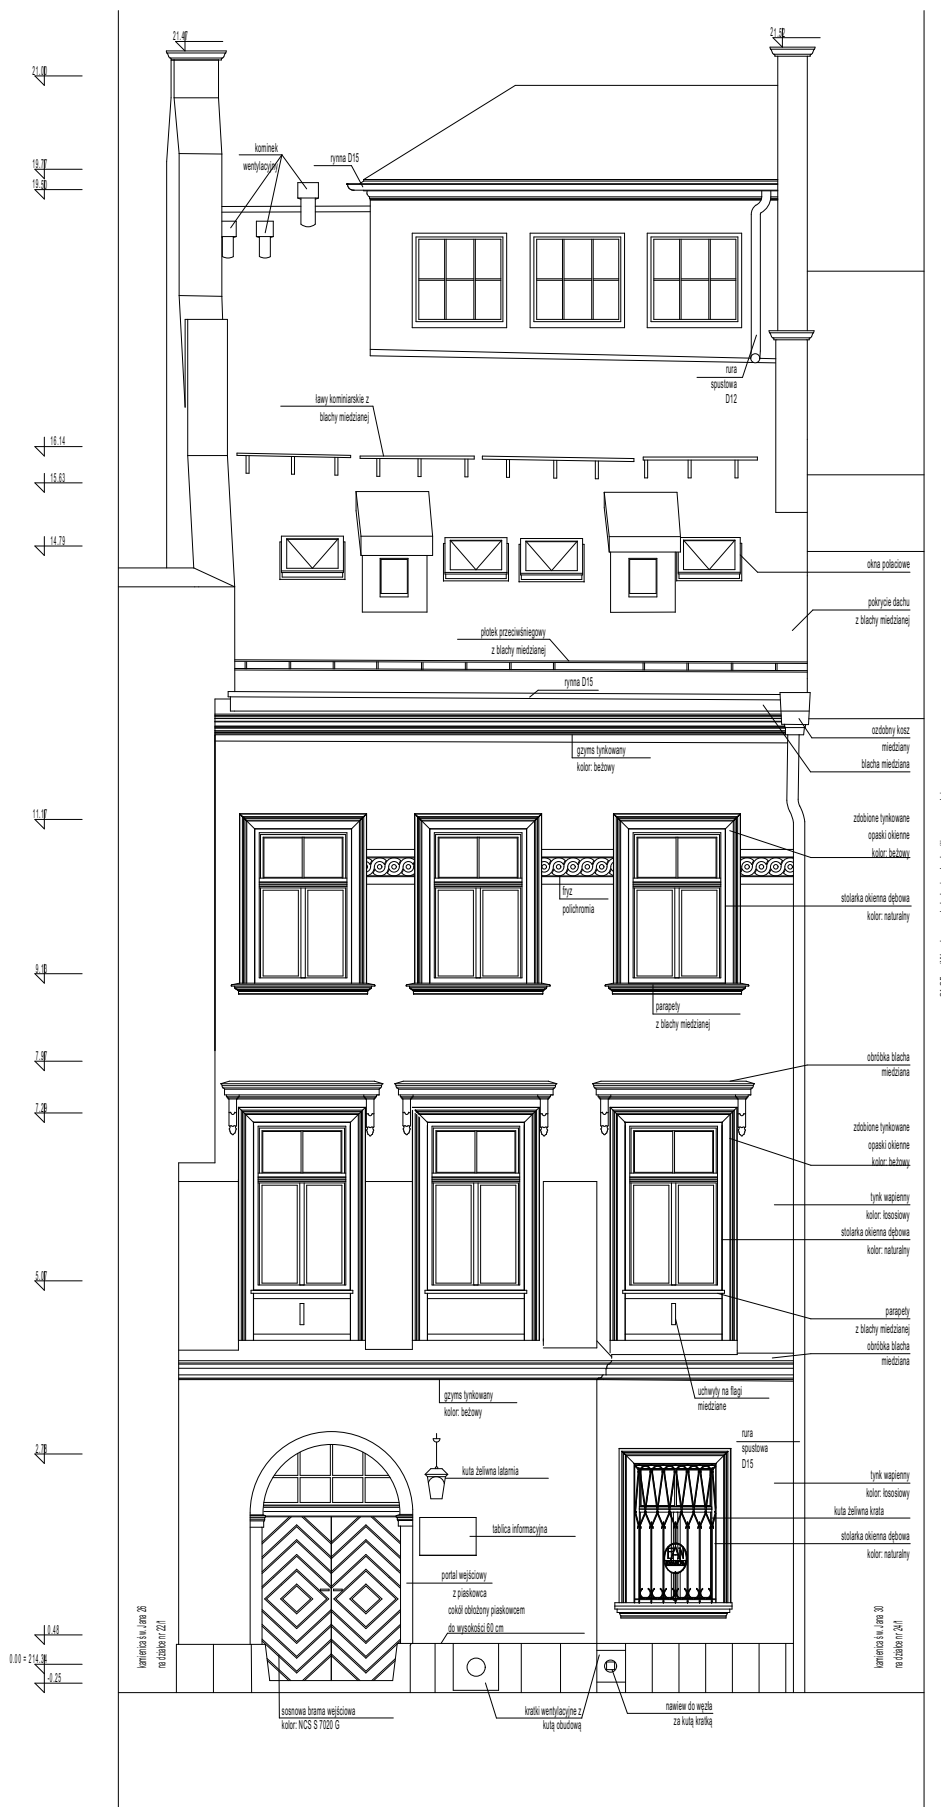 21.47
21.52
21.00
kominek
wentylacyjny
rynna D15
19.77
19.50
rura
spustowa
D12
ławy kominiarskie z
blachy miedzianej
16.14
15.63
14.79
okna połaciowe
pokrycie dachu
z blachy miedzianej
płotek przeciwśniegowy
z blachy miedzianej
rynna D15
ozdobny kosz
miedziany
blacha miedziana
gzyms tynkowany
kolor: beżowy
11.17
zdobione tynkowane
opaski okienne
kolor: beżowy
fryz
polichromia
stolarka okienna dębowa
kolor: naturalny
9.13
parapety
z blachy miedzianej
7.97
obróbka blacha
miedziana
7.29
zdobione tynkowane
opaski okienne
kolor: beżowy
tynk wapienny
kolor: łososiowy
stolarka okienna dębowa
kolor: naturalny
5.07
parapety
z blachy miedzianej
obróbka blacha
miedziana
gzyms tynkowany
kolor: beżowy
uchwyty na flagi
miedziane
2.78
rura
spustowa
D15
kuta żeliwna latarnia
tynk wapienny
kolor: łososiowy
kuta żeliwna krata
stolarka okienna dębowa
kolor: naturalny
tablica informacyjna
portal wejściowy
z piaskowca
cokół obłożony piaskowcem
do wysokości 60 cm
kamienica św. Jana 26
na działce nr 22/1
kamienica św. Jana 30
na działce nr 24/1
0.48
0.00 = 214.34
-0.25
sosnowa brama wejściowa
kolor: NCS S 7020 G
kratki wentylacyjne z
kutą obudową
nawiew do węzła
za kutą kratką